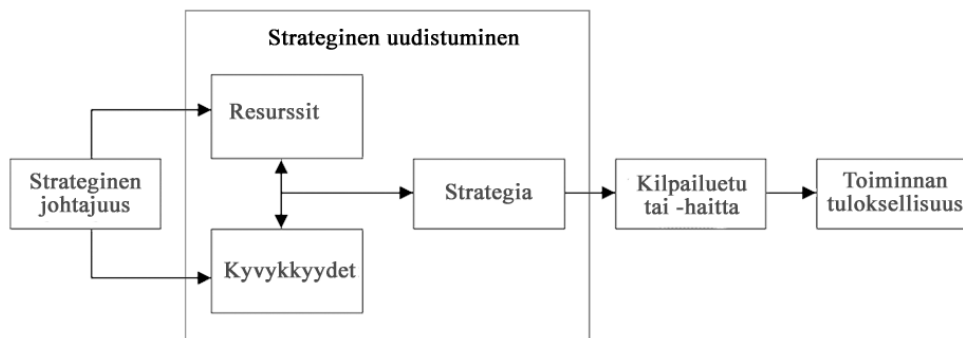 Strateginen uudistuminen
Resurssit
Strateginen
johtajuus
Strategia
Kilpailuetu
tai -haitta
Toiminnan
tuloksellisuus
Kyvykkyydet